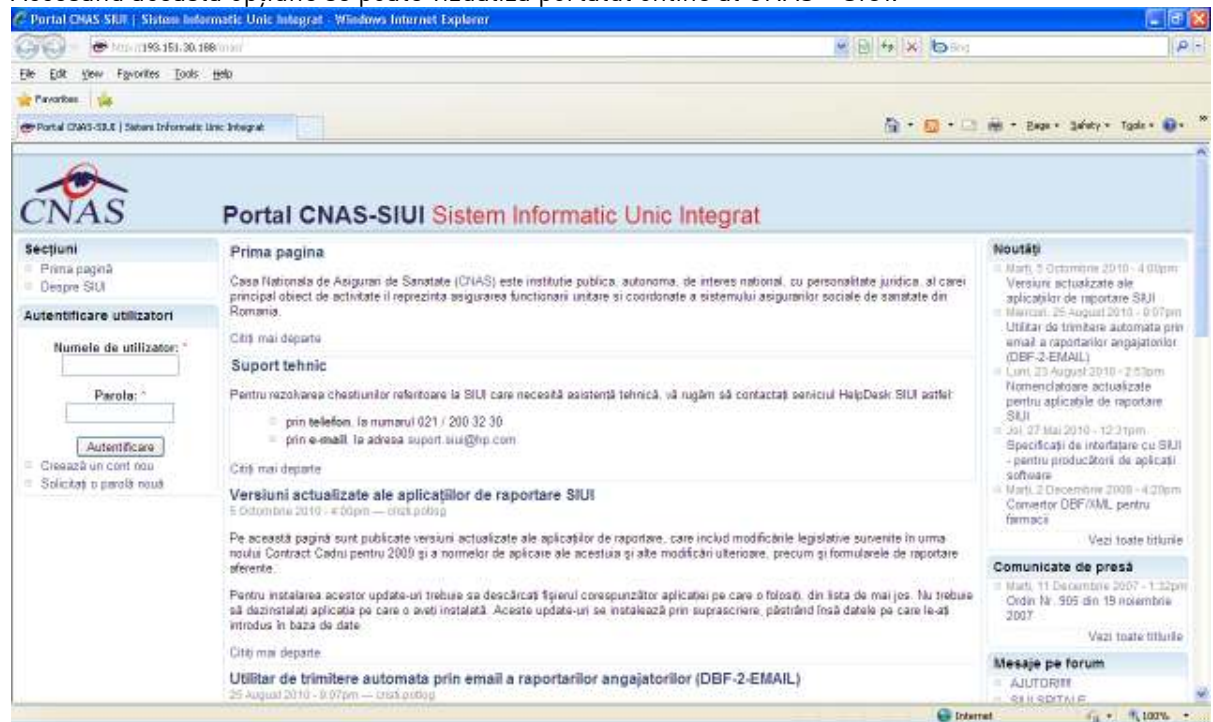 Portal CNAS-SIUI | Sistem Informatic Unic Integrat - Windows Internet Explorer
Bing
File Edit View Favorites Tools Help
Favorites
Portal CNAS-SIUI | Sistem Informatic Unic Integrat
Page Safety Tools
CNAS
Portal CNAS-SIUI Sistem Informatic Unic Integrat
Secțiuni
Prima pagină
Despre SIUI
Autentificare utilizatori
Numele de utilizator: *
Parola: *
Autentificare
Creează un cont nou
Solicitați o parolă nouă
Prima pagina
Casa Nationala de Asigurari de Sanatate (CNAS) este institutie publica, autonoma, de interes national, cu personalitate juridica, al carei
principal obiect de activitate il reprezinta asigurarea functionarii unitare si coordonate a sistemului asigurarilor sociale de sanatate din
Romania.
Citiți mai departe
Suport tehnic
Pentru rezolvarea chestiunilor referitoare la SIUI care necesită asistență tehnică, vă rugăm să contactați serviciul HelpDesk SIUI astfel:
prin telefon, la numarul 021 / 200 32 30
prin e-mail, la adresa suport.siui@hp.com
Citiți mai departe
Versiuni actualizate ale aplicațiilor de raportare SIUI
5 Octombrie 2010 - 4:00pm — cristi.potlog
Pe această pagină sunt publicate versiuni actualizate ale aplicațiilor de raportare, care includ modificările legislative survenite în urma
noului Contract Cadru pentru 2009 și a normelor de aplicare ale acestuia și alte modificări ulterioare, precum și formularele de raportare
aferente.
Pentru instalarea acestor update-uri trebuie sa descărcați fișierul corespunzător aplicației pe care o folosiți, din lista de mai jos. Nu trebuie
să dezinstalați aplicația pe care o aveți instalată. Aceste update-uri se instalează prin suprascriere, păstrând însă datele pe care le-ați
introdus în baza de date
Citiți mai departe
Utilitar de trimitere automata prin email a raportarilor angajatorilor (DBF-2-EMAIL)
25 August 2010 - 9:07pm — cristi.potlog
Noutăți
Marți, 5 Octombrie 2010 - 4:00pm
Versiuni actualizate ale
aplicațiilor de raportare SIUI
Miercuri, 25 August 2010 - 9:07pm
Utilitar de trimitere automata prin
email a raportarilor angajatorilor
(DBF-2-EMAIL)
Luni, 23 August 2010 - 2:53pm
Nomenclatoare actualizate
pentru aplicațiile de raportare
SIUI
Joi, 27 Mai 2010 - 12:31pm
Specificații de interfațare cu SIUI
- pentru producătorii de aplicații
software
Convertor DBF/XML pentru
farmacii
Vezi toate titlurile
Comunicate de presă
Marți, 11 Decembrie 2007 - 1:32pm
Ordin Nr. 905 din 19 noiembrie
2007
Vezi toate titlurile
Mesaje pe forum
AJUTOR!!!!
SIUI SPITALE
Internet
100%